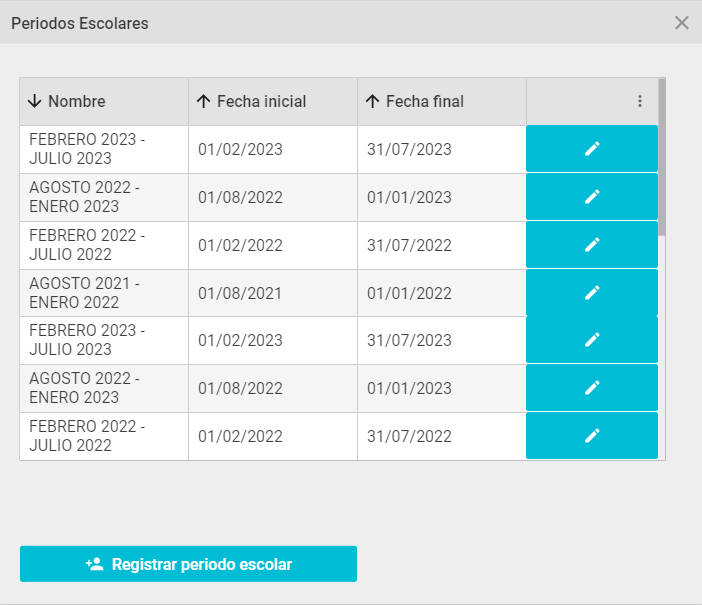 Periodos Escolares
Nombre Fecha inicial Fecha final
FEBRERO 2023 -
JULIO 2023 01/02/2023 31/07/2023
AGOSTO 2022 -
ENERO 2023 01/08/2022 01/01/2023
FEBRERO 2022 -
JULIO 2022 01/02/2022 31/07/2022
AGOSTO 2021 -
ENERO 2022 01/08/2021 01/01/2022
FEBRERO 2023 -
JULIO 2023 01/02/2023 31/07/2023
AGOSTO 2022 -
ENERO 2023 01/08/2022 01/01/2023
FEBRERO 2022 -
JULIO 2022 01/02/2022 31/07/2022
Registrar periodo escolar